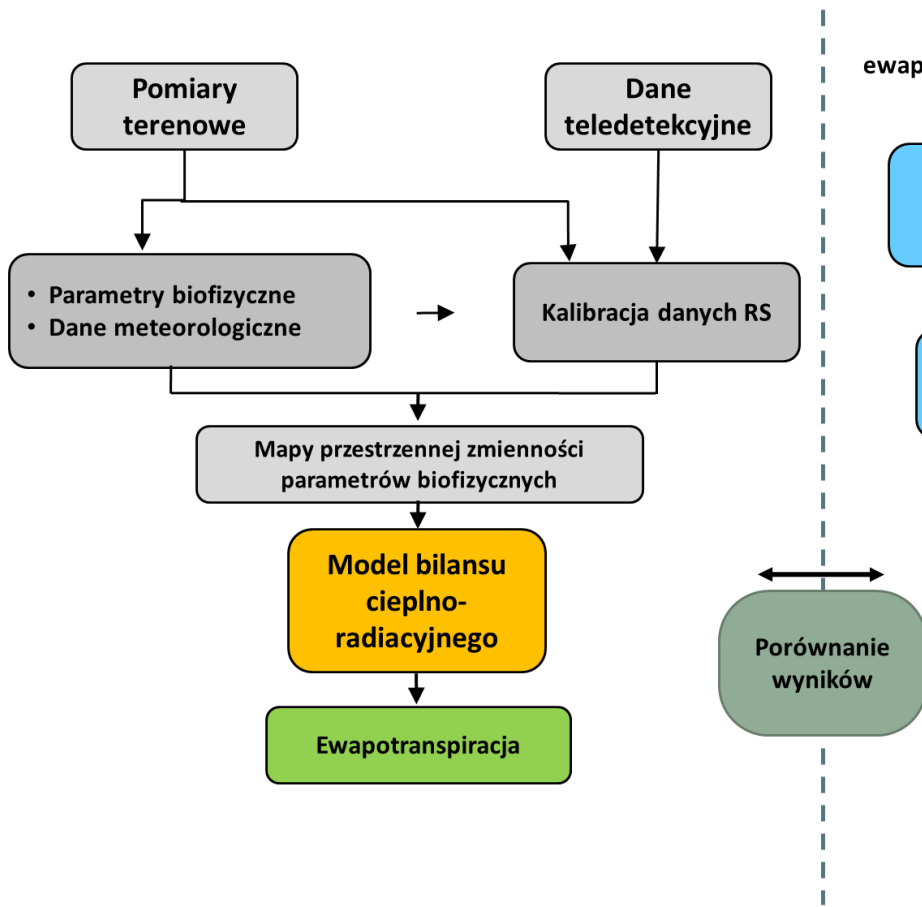 Pomiary
terenowe
Dane
teledetekcyjne
ewap
• Parametry biofizyczne
• Dane meteorologiczne
Kalibracja danych RS
Mapy przestrzennej zmienności
parametrów biofizycznych
Model bilansu
cieplno-
radiacyjnego
Porównanie
wyników
Ewapotranspiracja